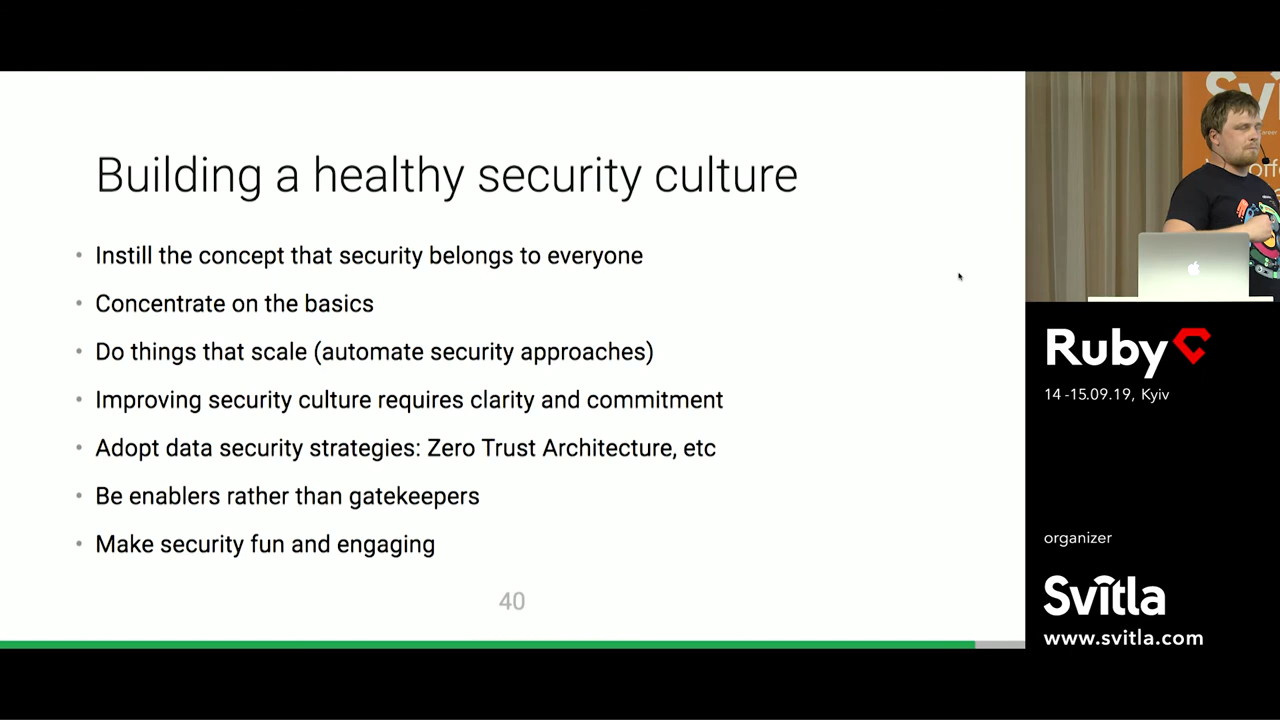 Building a healthy security culture
• Instill the concept that security belongs to everyone
• Concentrate on the basics
• Do things that scale (automate security approaches)
• Improving security culture requires clarity and commitment
• Adopt data security strategies: Zero Trust Architecture, etc
• Be enablers rather than gatekeepers
• Make security fun and engaging
40
Ruby C
14-15.09.19, Kyiv
organizer
Svitla
www.svitla.com